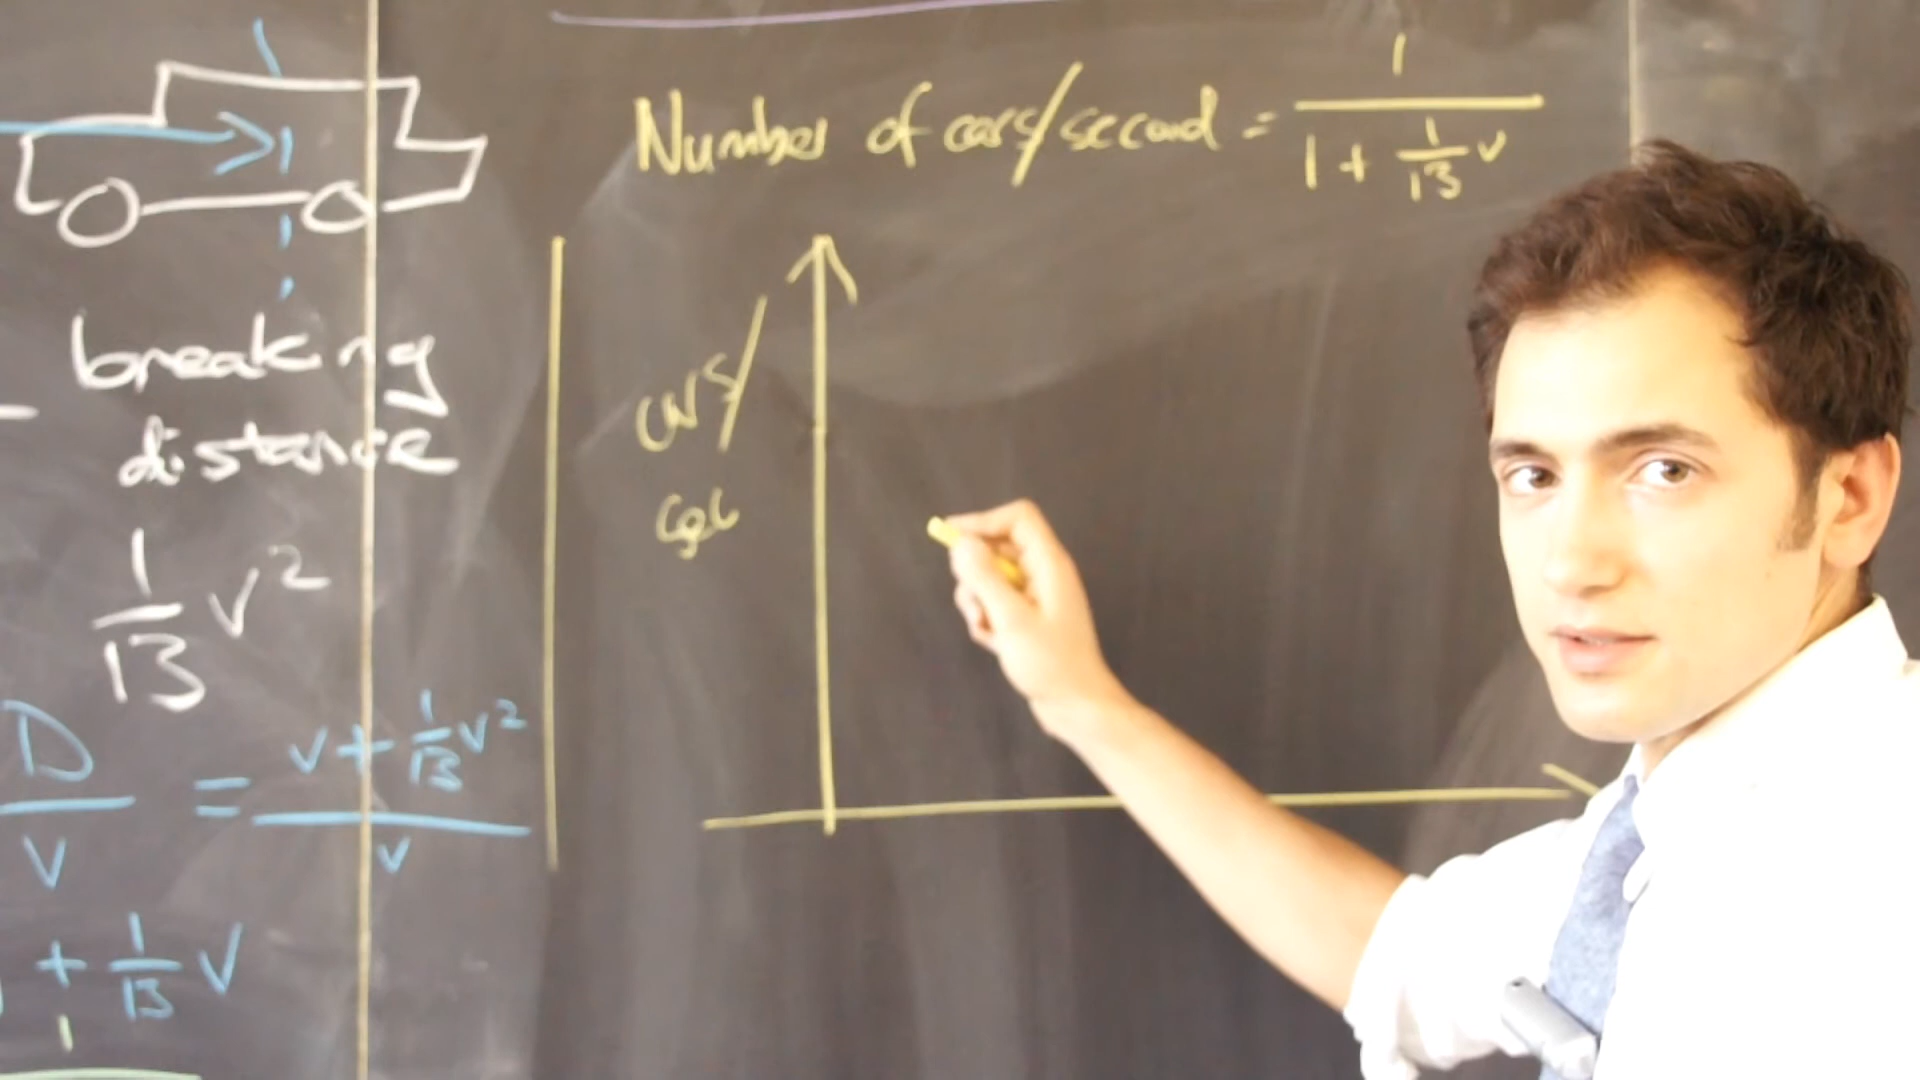 breaking
distance
1/13 v²
D/v = (v + 1/13 v²)/v
+ 1/13 v
1
Number of cars/second = 1/(1 + 1/13 v)
cars/